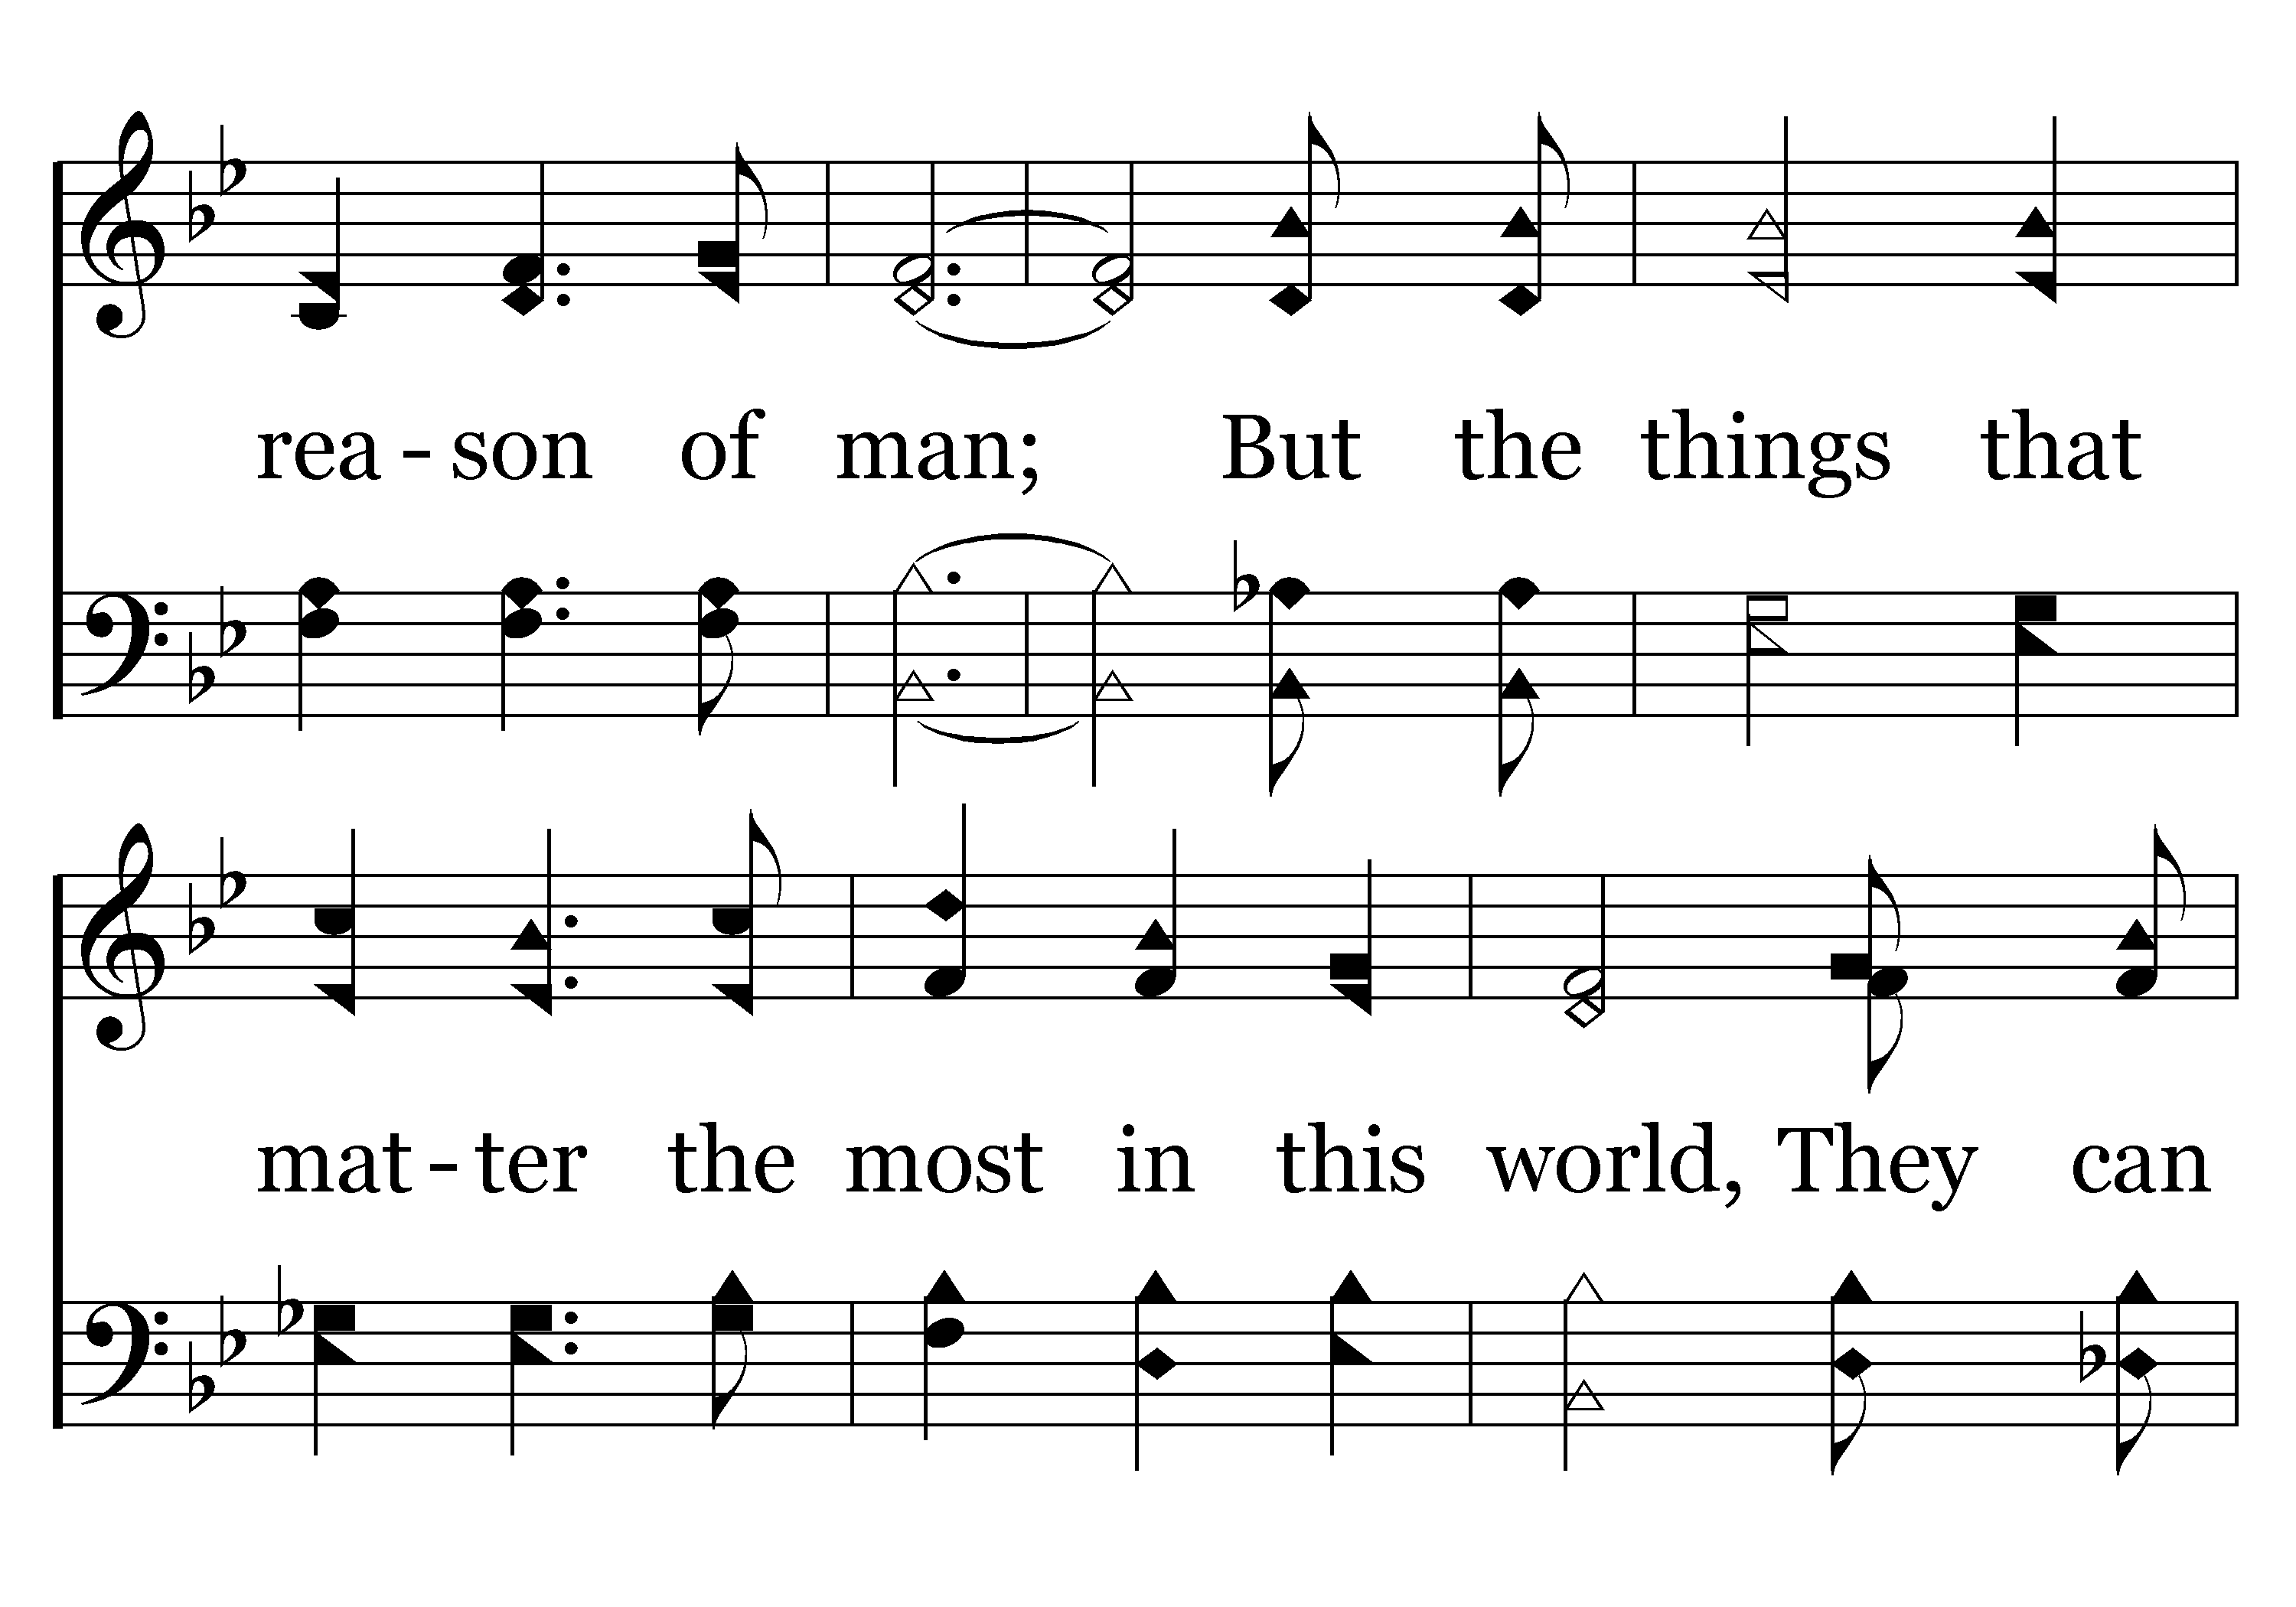 rea - son of man; But the things that
mat - ter the most in this world, They can